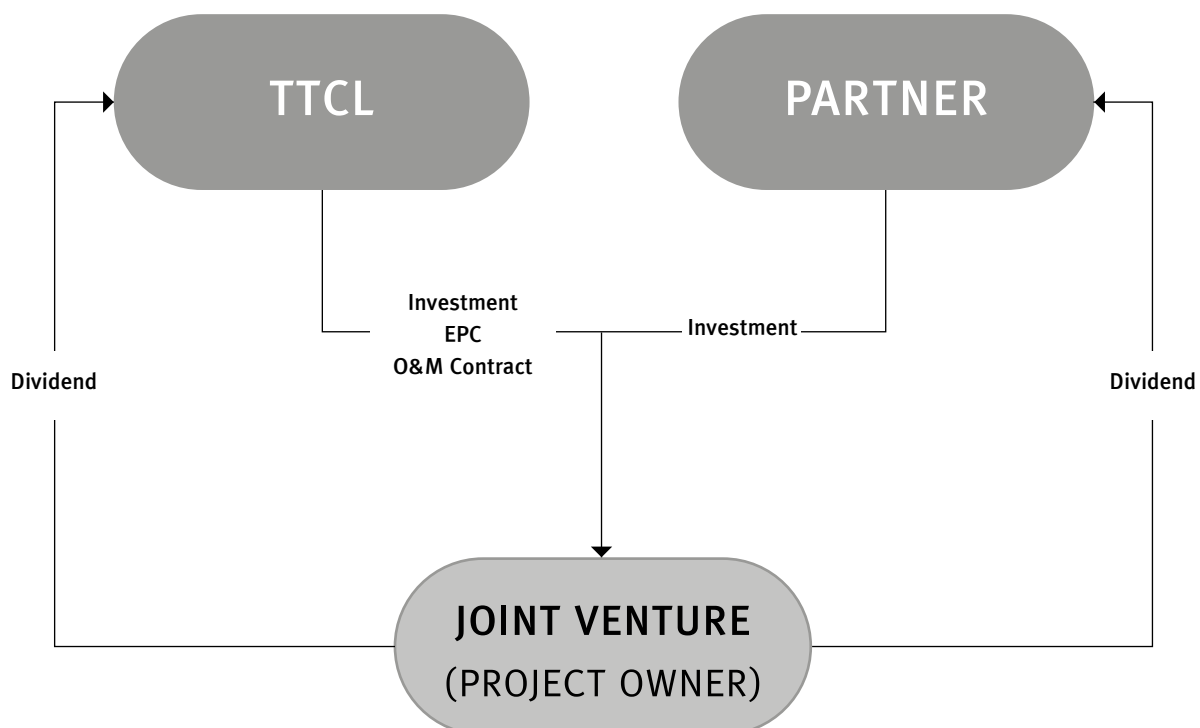 TTCL
PARTNER
Investment
EPC
O&M Contract
Investment
Dividend
Dividend
JOINT VENTURE
(PROJECT OWNER)